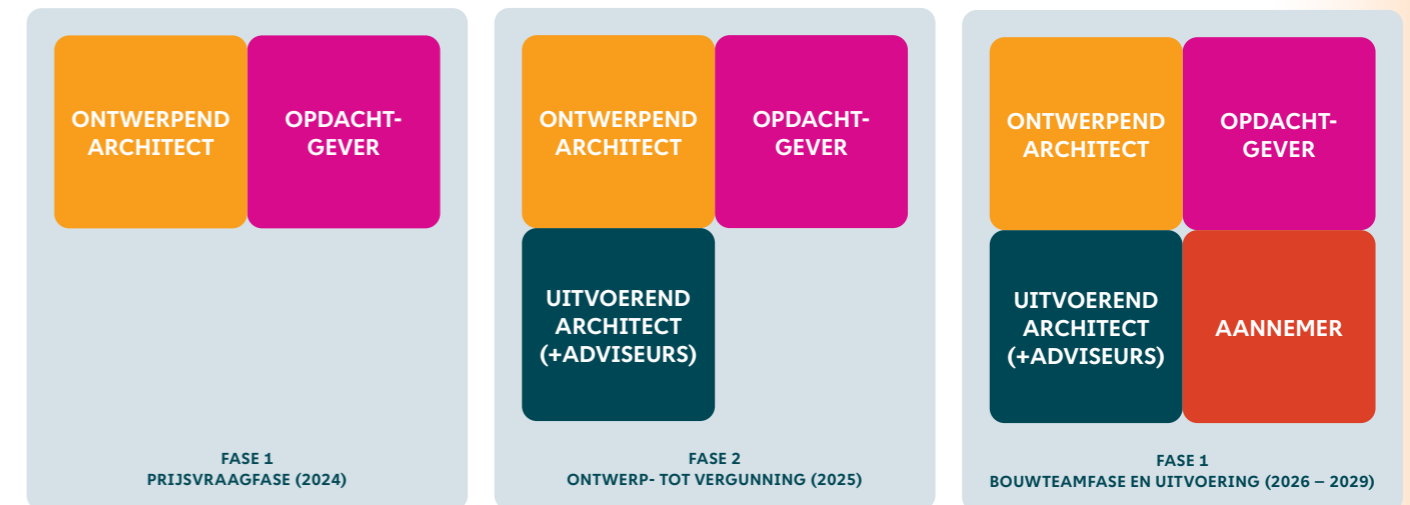 ONTWERPEND
ARCHITECT
OPDACHT-
GEVER
FASE 1
PRIJSVRAAGFASE (2024)
ONTWERPEND
ARCHITECT
OPDACHT-
GEVER
UITVOEREND
ARCHITECT
(+ADVISEURS)
FASE 2
ONTWERP- TOT VERGUNNING (2025)
ONTWERPEND
ARCHITECT
OPDACHT-
GEVER
UITVOEREND
ARCHITECT
(+ADVISEURS)
AANNEMER
FASE 1
BOUWTEAMFASE EN UITVOERING (2026 – 2029)